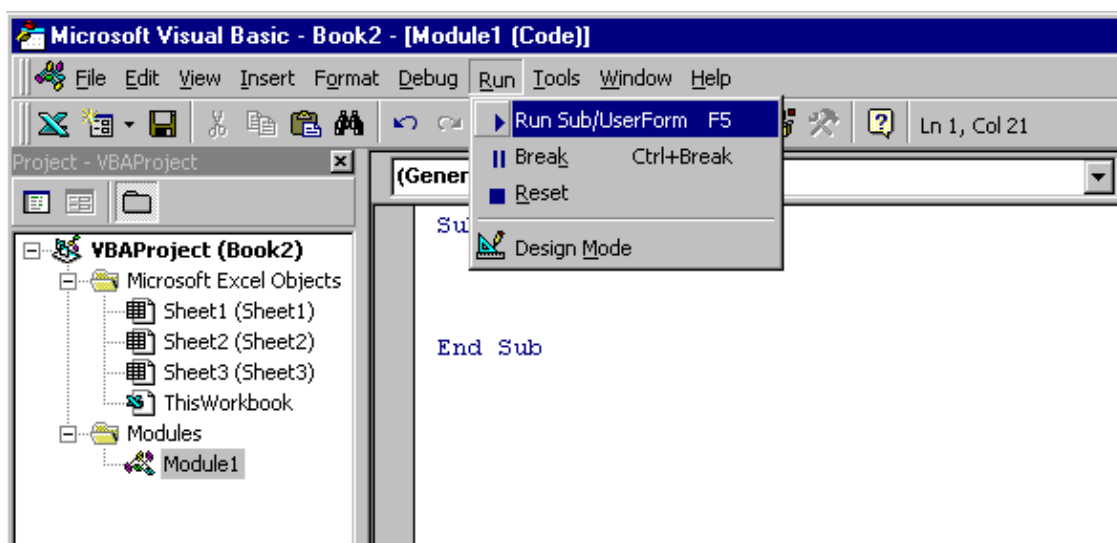 Microsoft Visual Basic - Book2 - [Module1 (Code)]
File Edit View Insert Format Debug Run Tools Window Help
Ln 1, Col 21
Run Sub/UserForm F5
Break Ctrl+Break
Reset
Design Mode
Project - VBAProject
VBAProject (Book2)
Microsoft Excel Objects
Sheet1 (Sheet1)
Sheet2 (Sheet2)
Sheet3 (Sheet3)
ThisWorkbook
Modules
Module1
(Gener
End Sub